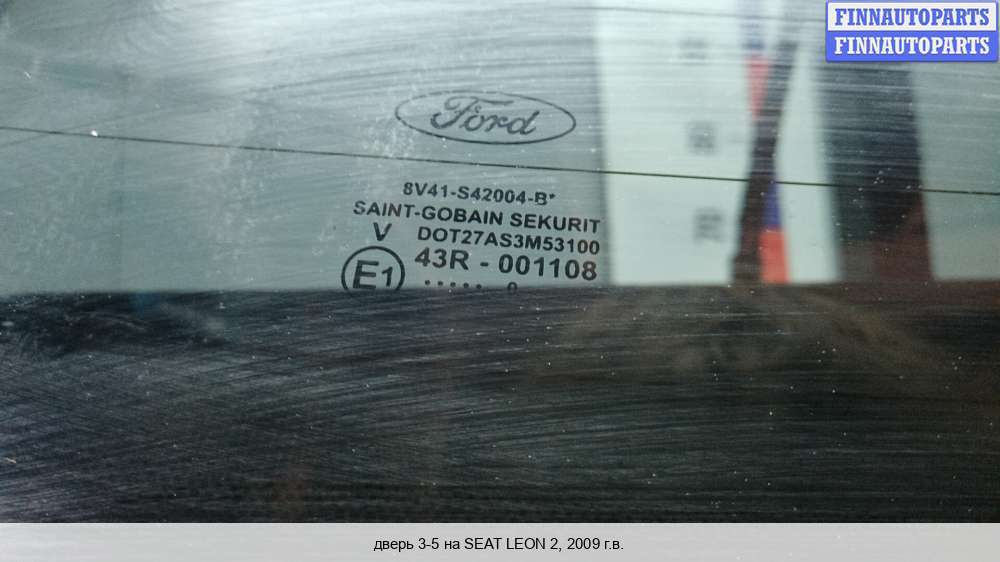 FINNAUTOPARTS
FINNAUTOPARTS
Ford
8V41-S42004-B*
SAINT-GOBAIN SEKURIT
V DOT27AS3M53100
E1 43R - 001108
дверь 3-5 на SEAT LEON 2, 2009 г.в.